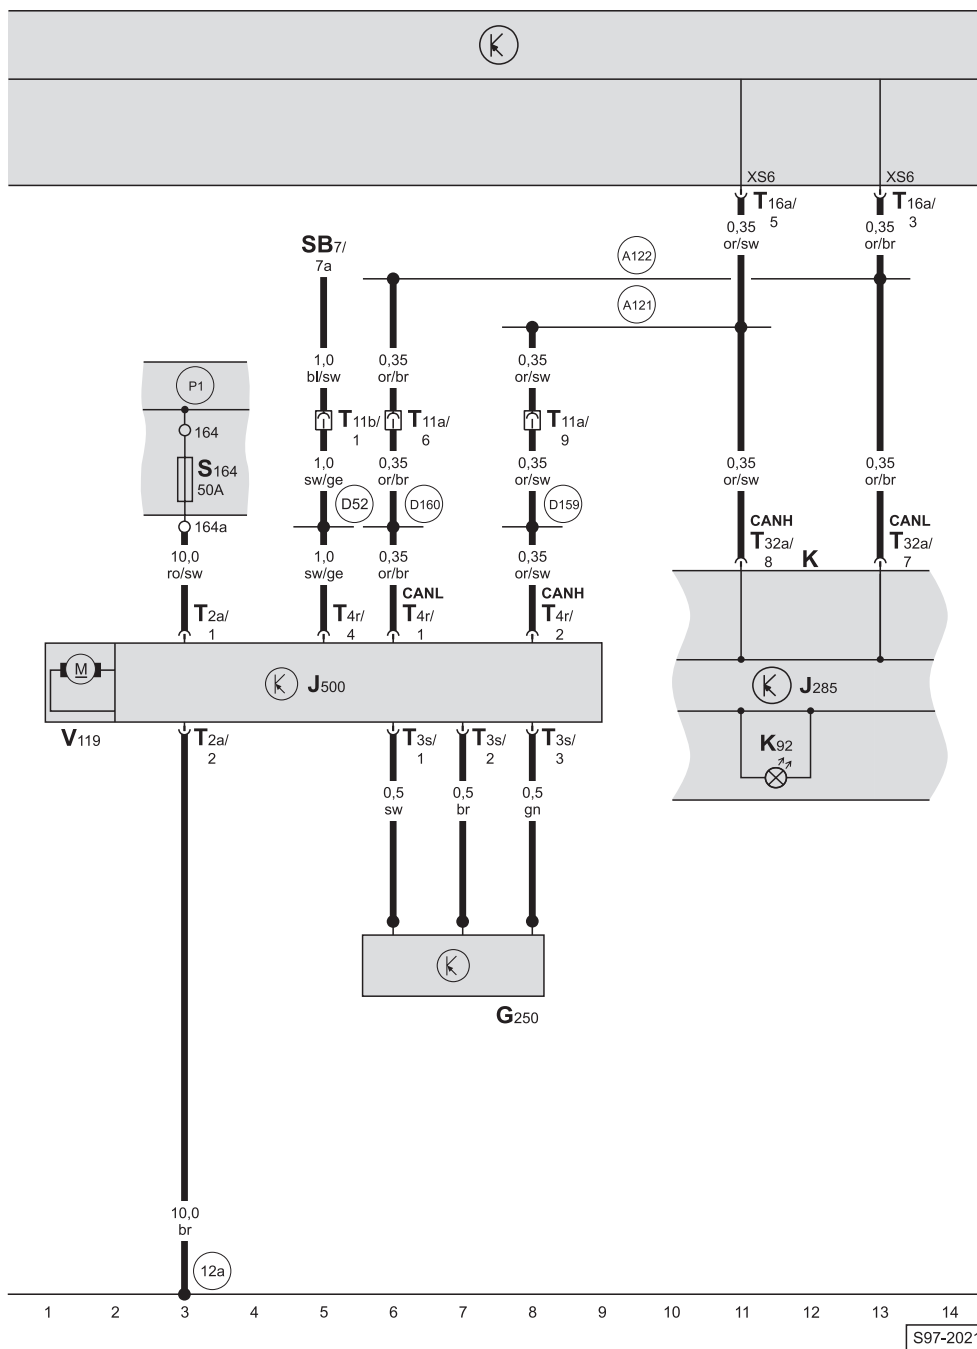 XS6 XS6
T16a/ T16a/
5 3
0,35 0,35
or/sw or/br
SB7/
7a
A122
A121
1,0 0,35 0,35
bl/sw or/br or/sw
P1
T11b/ T11a/ T11a/
1 6 9
164
S164
50A
1,0 0,35 0,35 0,35 0,35
sw/ge or/br or/sw or/sw or/br
D52 D160 D159
164a
CANH CANL
T32a/ T32a/
8 K 7
10,0 1,0 0,35 0,35
ro/sw sw/ge or/br or/sw
CANL CANH
T2a/ T4r/ T4r/ T4r/
1 4 1 2
M
J500
J285
V119
T2a/ T3s/ T3s/ T3s/
2 1 2 3
K92
0,5 0,5 0,5
sw br gn
G250
10,0
br
12a
1 2 3 4 5 6 7 8 9 10 11 12 13 14
S97-2021